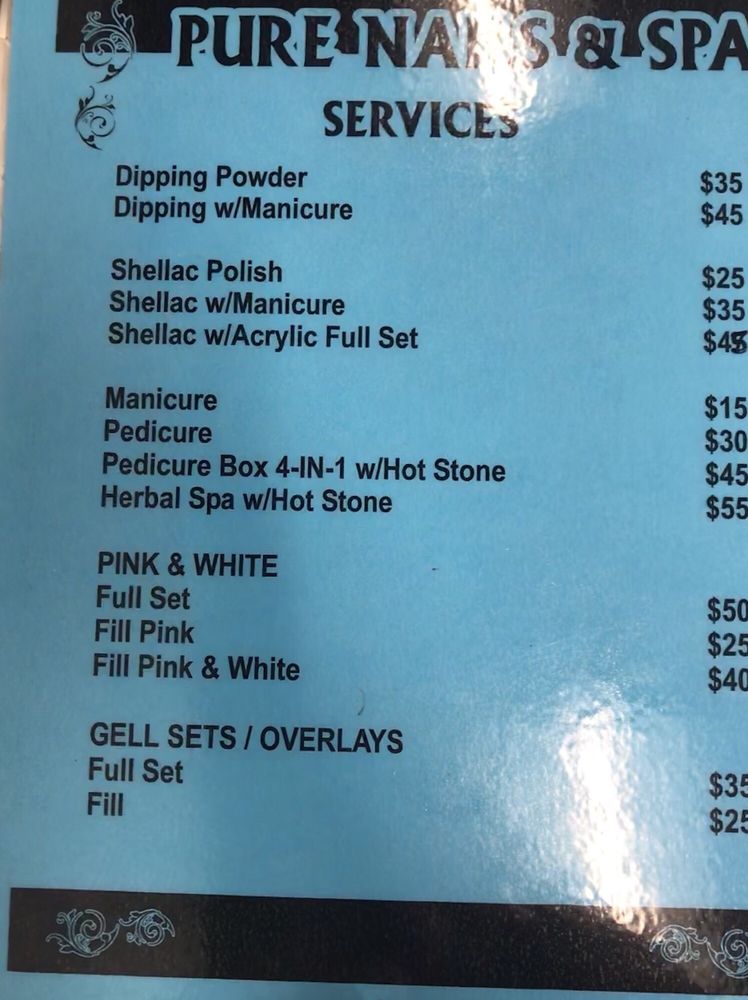 PURE NAILS & SPA
SERVICES
Dipping Powder $35
Dipping w/Manicure $45
Shellac Polish $25
Shellac w/Manicure $35
Shellac w/Acrylic Full Set
Manicure $15
Pedicure $30
Pedicure Box 4-IN-1 w/Hot Stone $45
Herbal Spa w/Hot Stone $55
PINK & WHITE
Full Set $50
Fill Pink $25
Fill Pink & White $40
GELL SETS / OVERLAYS
Full Set $35
Fill $25